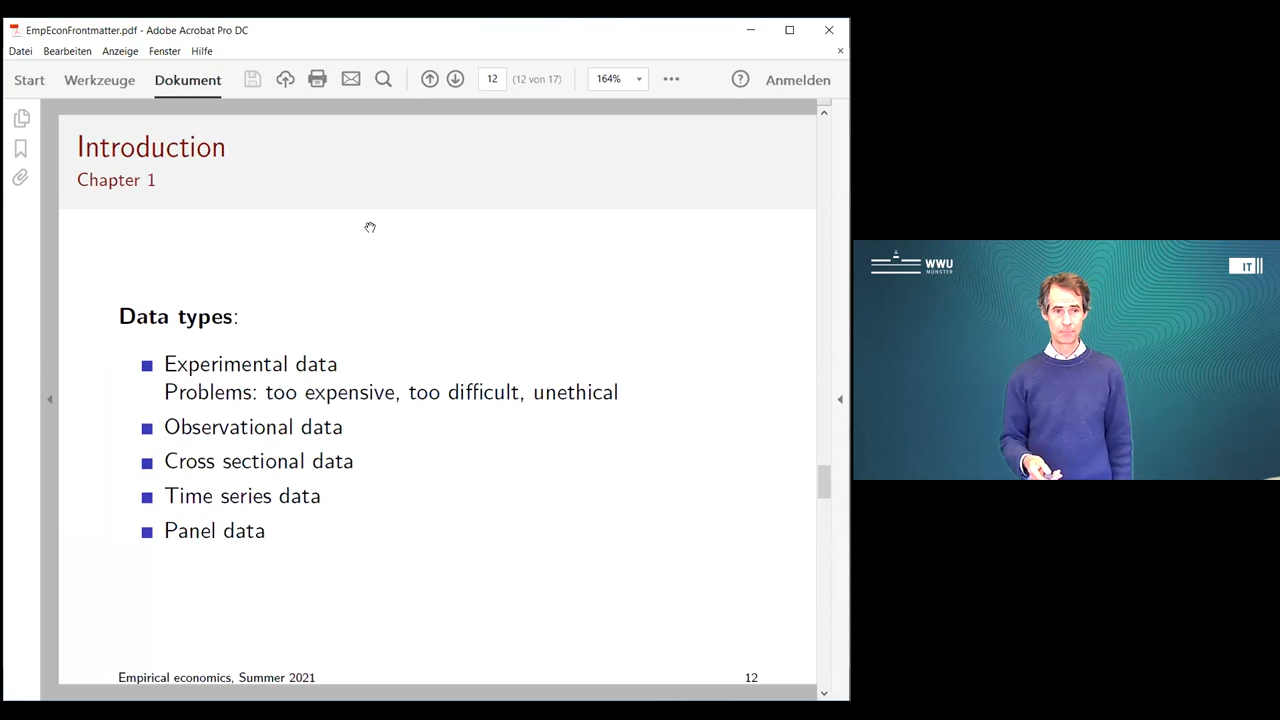 EmpEconFrontmatter.pdf - Adobe Acrobat Pro DC
Datei Bearbeiten Anzeige Fenster Hilfe
Start Werkzeuge Dokument 12 (12 von 17) 164% Anmelden
Introduction
Chapter 1
Data types:
Experimental data
Problems: too expensive, too difficult, unethical
Observational data
Cross sectional data
Time series data
Panel data
Empirical economics, Summer 2021 12
WWU
MÜNSTER
IT